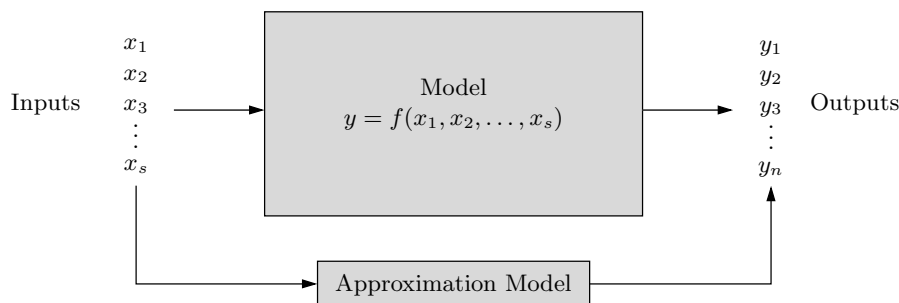 x₁
x₂
Inputs
x₃
⋮
xₛ
Model
y = f(x₁, x₂, . . . , xₛ)
y₁
y₂
y₃
Outputs
⋮
yₙ
Approximation Model